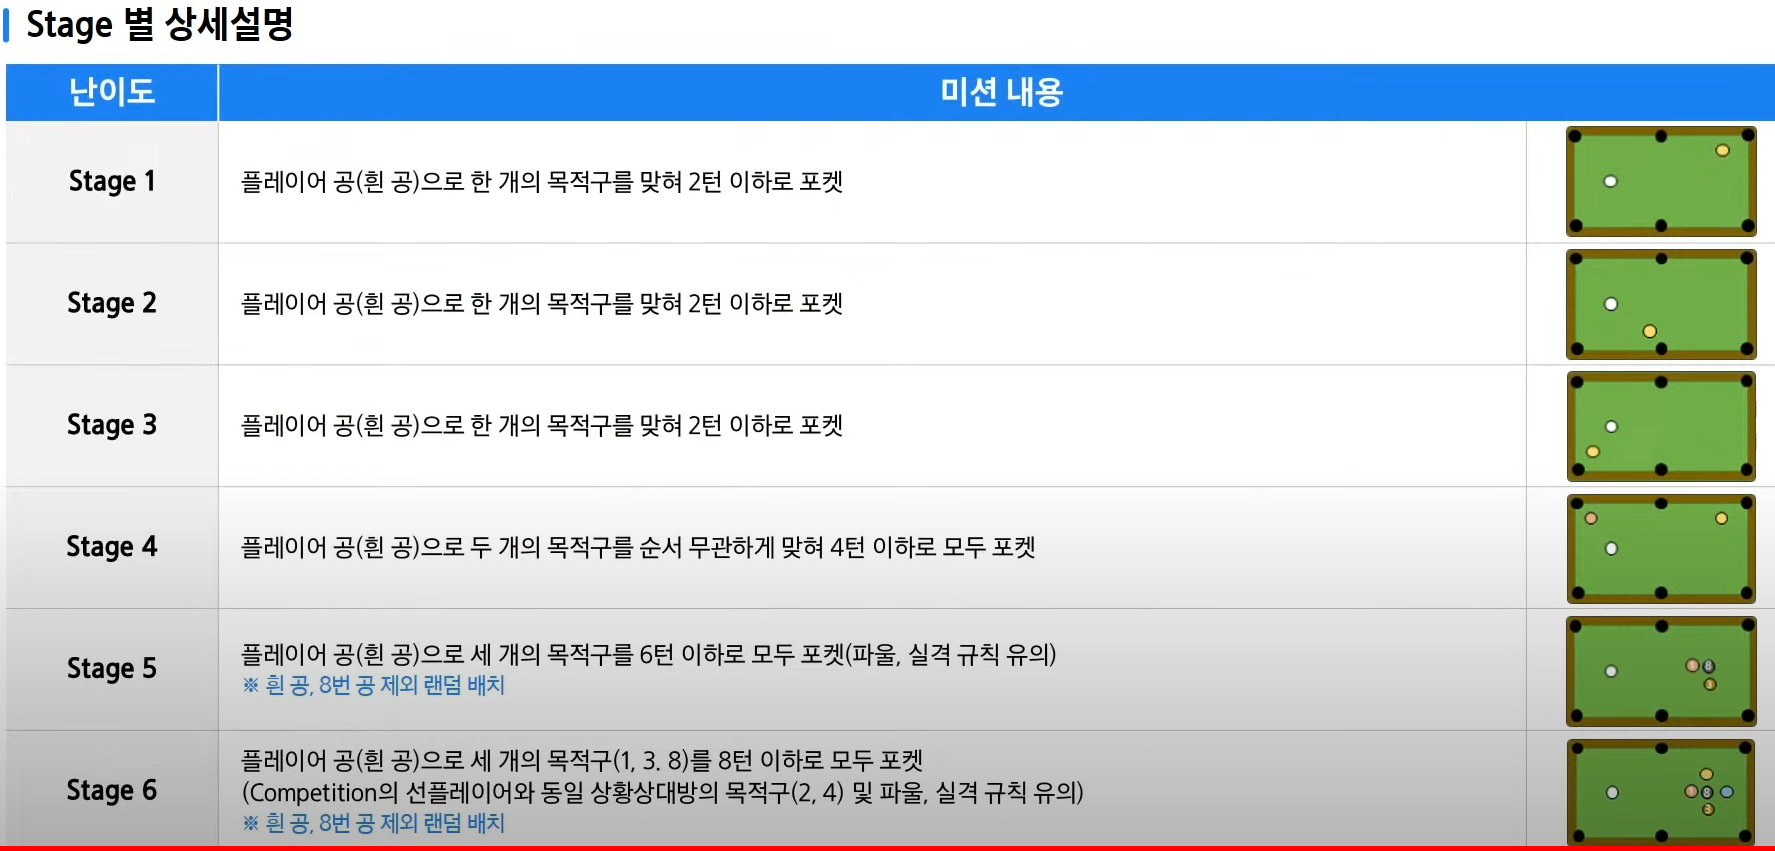 Stage 별 상세설명
난이도 미션 내용
Stage 1 플레이어 공(흰 공)으로 한 개의 목적구를 맞혀 2턴 이하로 포켓
Stage 2 플레이어 공(흰 공)으로 한 개의 목적구를 맞혀 2턴 이하로 포켓
Stage 3 플레이어 공(흰 공)으로 한 개의 목적구를 맞혀 2턴 이하로 포켓
Stage 4 플레이어 공(흰 공)으로 두 개의 목적구를 순서 무관하게 맞혀 4턴 이하로 모두 포켓
Stage 5 플레이어 공(흰 공)으로 세 개의 목적구를 6턴 이하로 모두 포켓(파울, 실격 규칙 유의)
※ 흰 공, 8번 공 제외 랜덤 배치
플레이어 공(흰 공)으로 세 개의 목적구(1, 3. 8)를 8턴 이하로 모두 포켓
Stage 6 (Competition의 선플레이어와 동일 상황상대방의 목적구(2, 4) 및 파울, 실격 규칙 유의)
※ 흰 공, 8번 공 제외 랜덤 배치